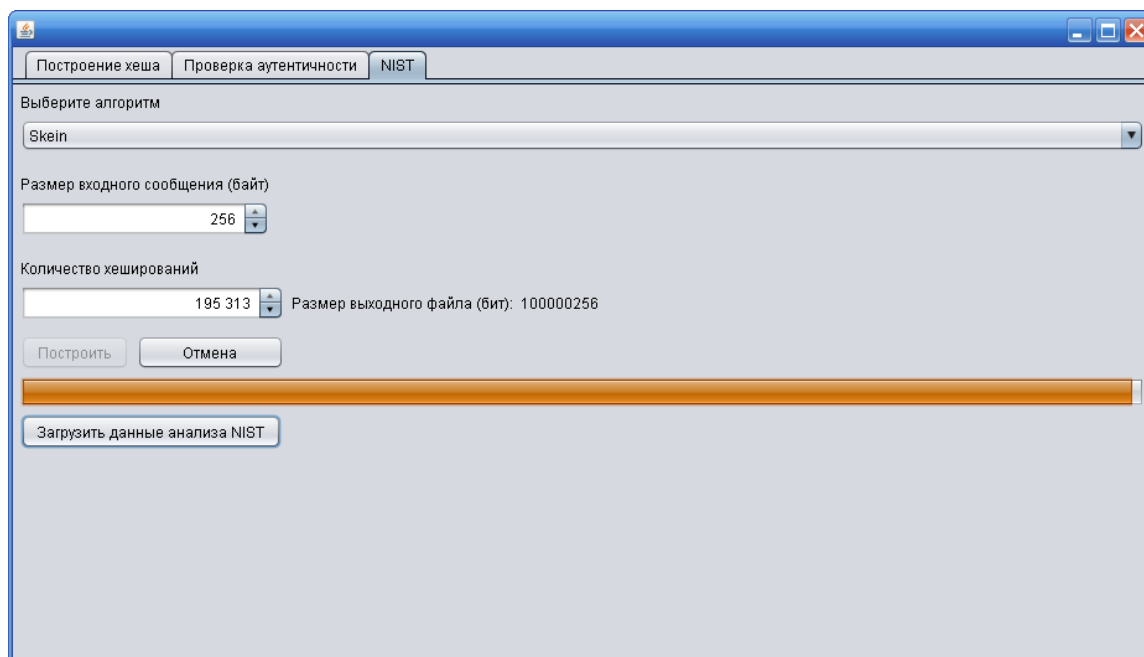 Построение хеша Проверка аутентичности NIST
Выберите алгоритм
Skein
Размер входного сообщения (байт)
256
Количество хеширований
195 313 Размер выходного файла (бит): 100000256
Построить Отмена
Загрузить данные анализа NIST